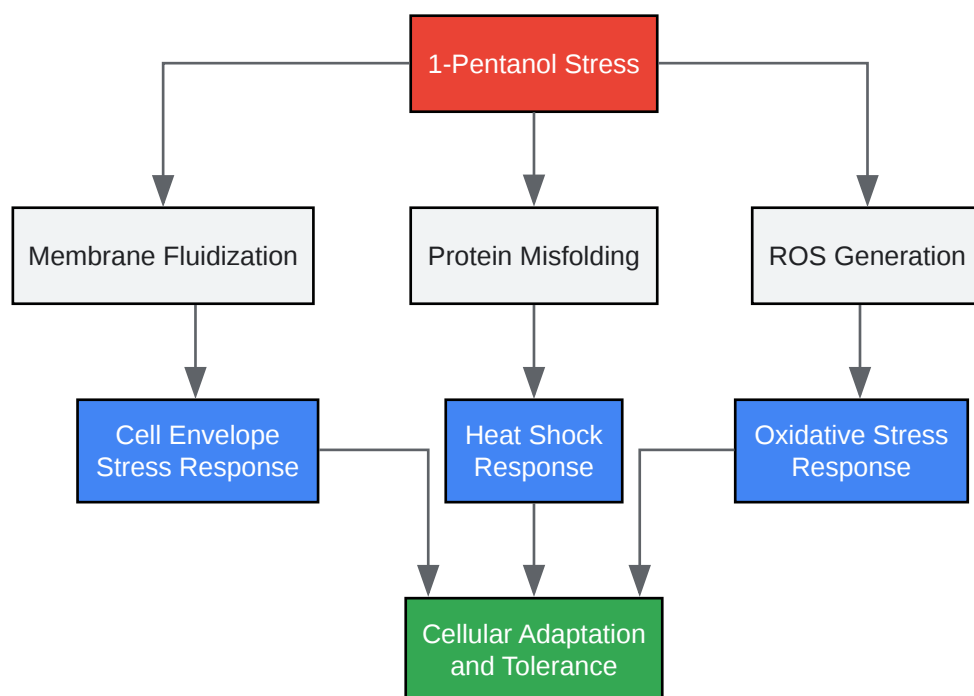 1-Pentanol Stress
Membrane Fluidization
Protein Misfolding
ROS Generation
Cell Envelope
Stress Response
Heat Shock
Response
Oxidative Stress
Response
Cellular Adaptation
and Tolerance